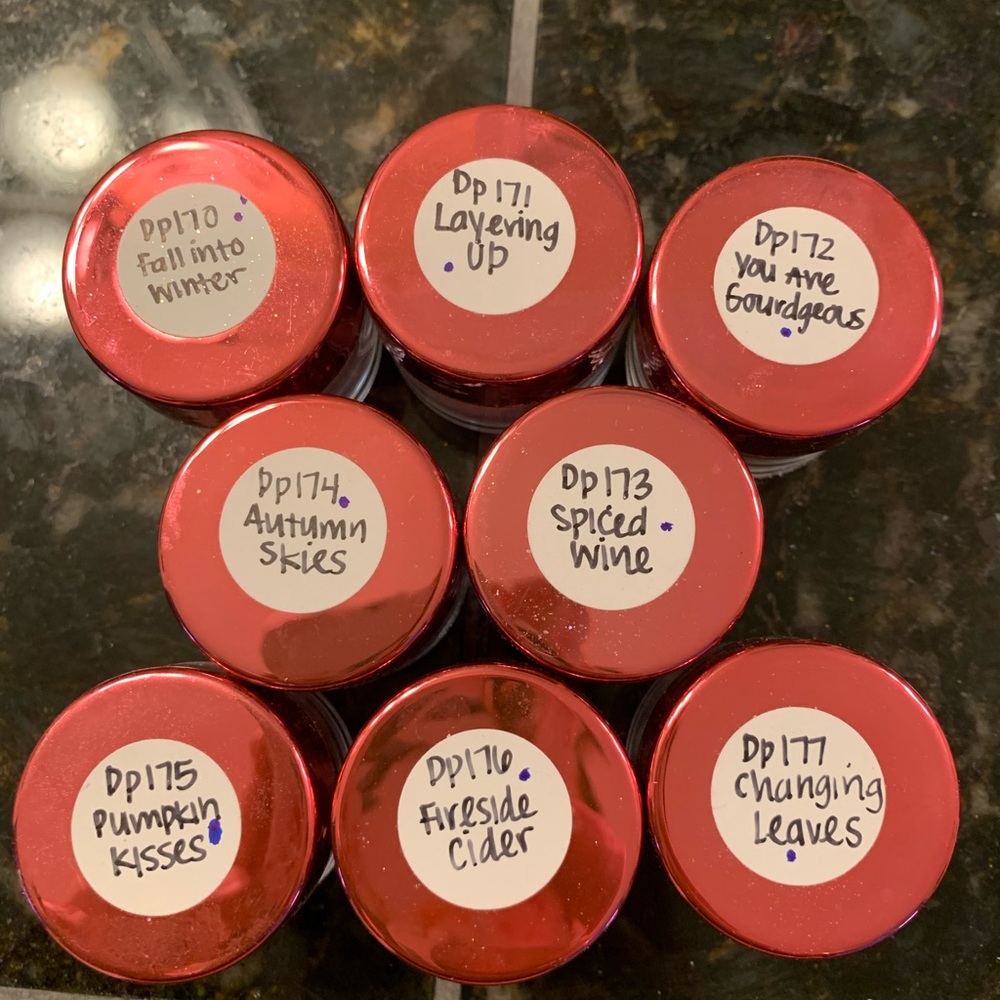 Dp170
Fall into
Winter
Dp171
Layering
Up
Dp172
You Are
Gourdgeous
Dp174
Autumn
Skies
Dp173
Spiced
Wine
Dp175
Pumpkin
Kisses
Dp176
Fireside
Cider
Dp177
Changing
Leaves